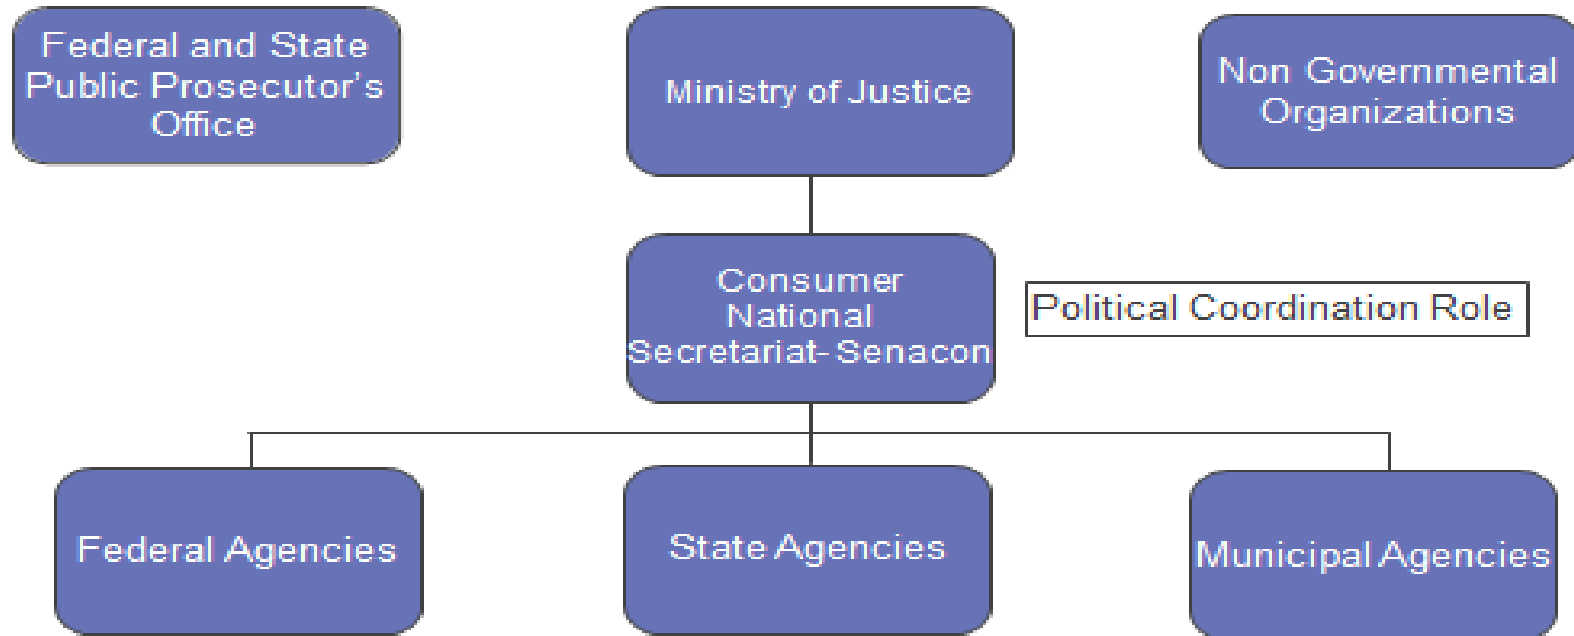 Federal and State
Public Prosecutor's
Office
Ministry of Justice
Non Governmental
Organizations
Consumer
National
Secretariat- Senacon
Political Coordination Role
Federal Agencies
State Agencies
Municipal Agencies